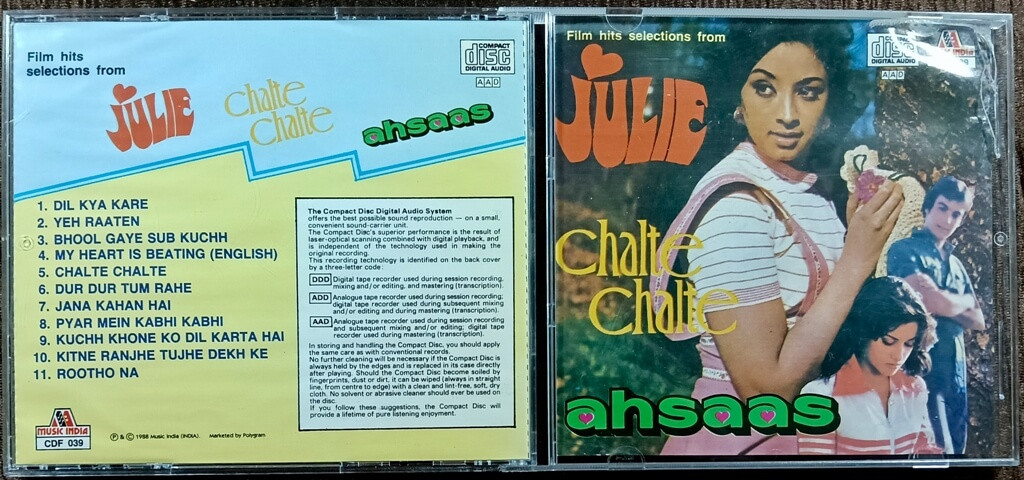 Film hits
selections from
COMPACT
disc
DIGITAL AUDIO
AAD
JULIE
chalte
chalte
ahsaas
1. DIL KYA KARE
2. YEH RAATEN
3. BHOOL GAYE SUB KUCHH
4. MY HEART IS BEATING (ENGLISH)
5. CHALTE CHALTE
6. DUR DUR TUM RAHE
7. JANA KAHAN HAI
8. PYAR MEIN KABHI KABHI
9. KUCHH KHONE KO DIL KARTA HAI
10. KITNE RANJHE TUJHE DEKH KE
11. ROOTHO NA
The Compact Disc Digital Audio System
offers the best possible sound reproduction — on a small,
convenient sound-carrier unit.
The Compact Disc's superior performance is the result of
laser-optical scanning combined with digital playback, and
is independent of the technology used in making the
original recording.
This recording technology is identified on the back cover
by a three-letter code:
DDD Digital tape recorder used during session recording,
mixing and/or editing, and mastering (transcription).
ADD Analogue tape recorder used during session recording;
digital tape recorder used during subsequent mixing
and/or editing and during mastering (transcription).
AAD Analogue tape recorder used during session recording
and subsequent mixing and/or editing; digital tape
recorder used during mastering (transcription).
In storing and handling the Compact Disc, you should apply
the same care as with conventional records.
No further cleaning will be necessary if the Compact Disc is
always held by the edges and is replaced in its case directly
after playing. Should the Compact Disc become soiled by
fingerprints, dust or dirt, it can be wiped (always in straight
line, from centre to edge) with a clean and lint-free, soft, dry
cloth. No solvent or abrasive cleaner should ever be used on
the disc.
If you follow these suggestions, the Compact Disc will
provide a lifetime of pure listening enjoyment.
MUSIC INDIA
CDF 039
℗ & © 1988 Music India (INDIA). Marketed by Polygram
Film hits selections from
JULIE
COMPACT
disc
DIGITAL AUDIO
AAD
chalte
chalte
ahsaas